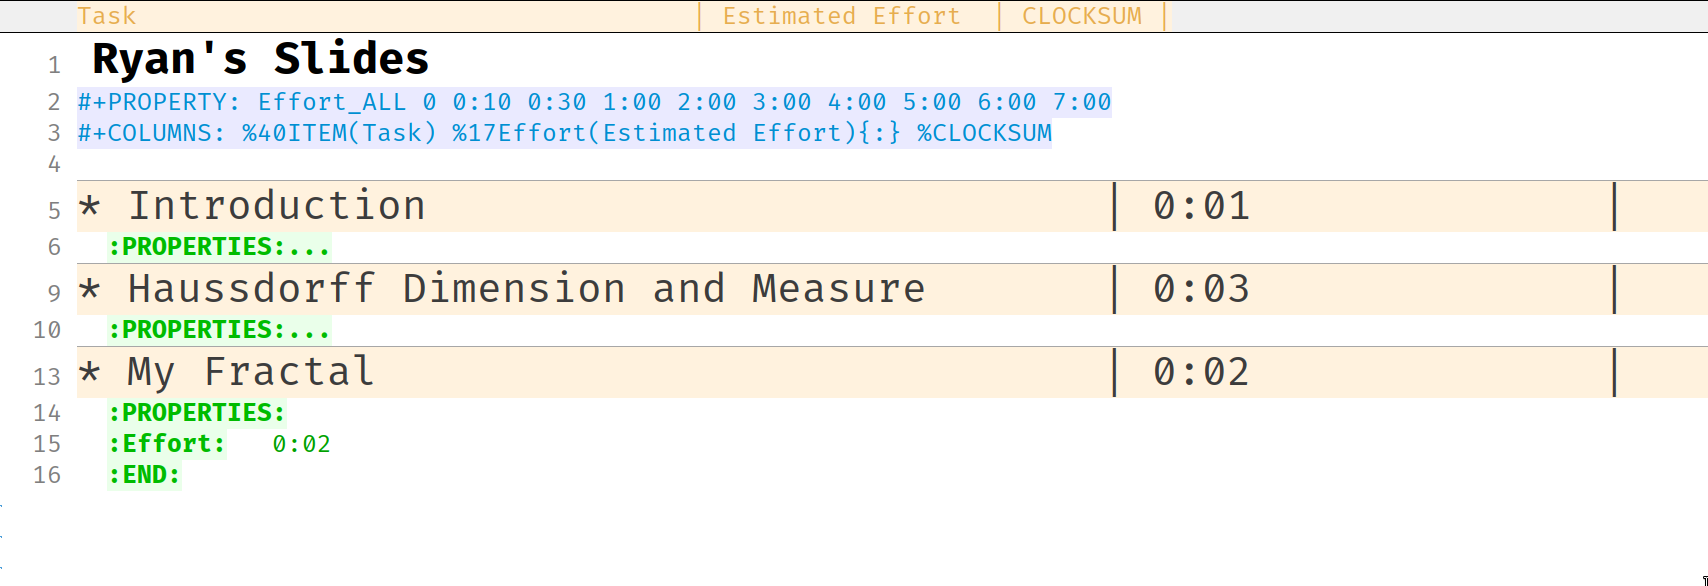 Task | Estimated Effort | CLOCKSUM |
1 Ryan's Slides
2 #+PROPERTY: Effort_ALL 0 0:10 0:30 1:00 2:00 3:00 4:00 5:00 6:00 7:00
3 #+COLUMNS: %40ITEM(Task) %17Effort(Estimated Effort){:} %CLOCKSUM
4
5 * Introduction | 0:01 |
6 :PROPERTIES:...
9 * Haussdorff Dimension and Measure | 0:03 |
10 :PROPERTIES:...
13 * My Fractal | 0:02 |
14 :PROPERTIES:
15 :Effort: 0:02
16 :END: